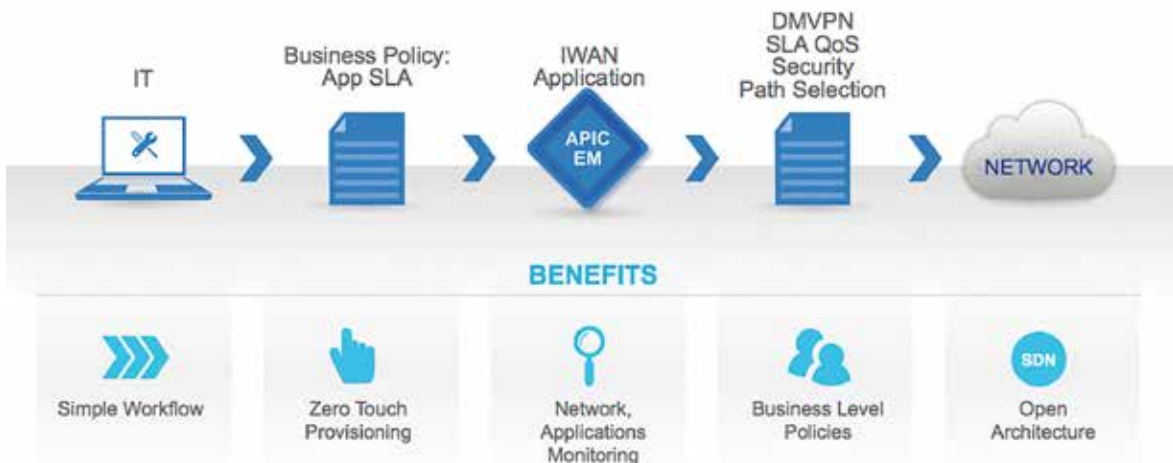 IT
Business Policy:
App SLA
IWAN
Application
DMVPN
SLA QoS
Security
Path Selection
APIC
EM
NETWORK
BENEFITS
Simple Workflow
Zero Touch
Provisioning
Network,
Applications
Monitoring
Business Level
Policies
SDN
Open
Architecture